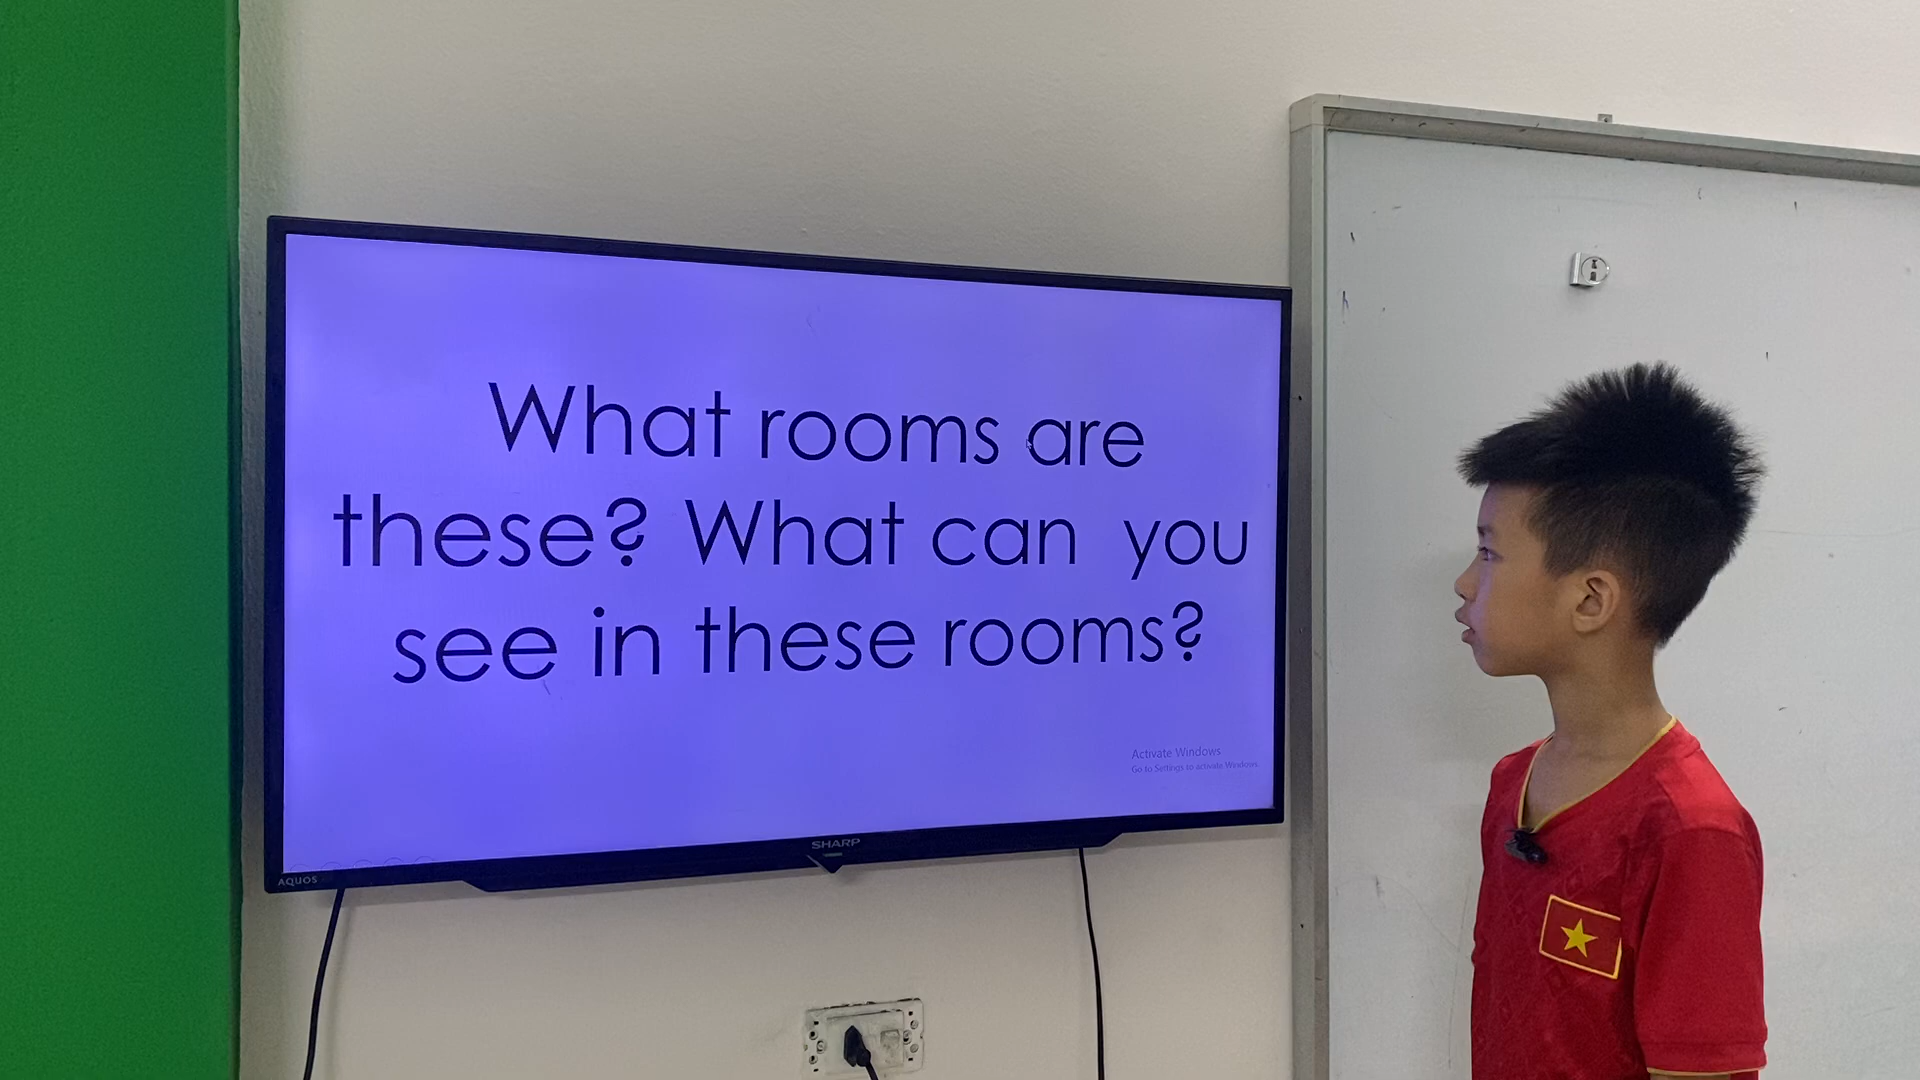 What rooms are
these? What can you
see in these rooms?
Activate Windows
Go to Settings to activate Windows.
SHARP
AQUOS